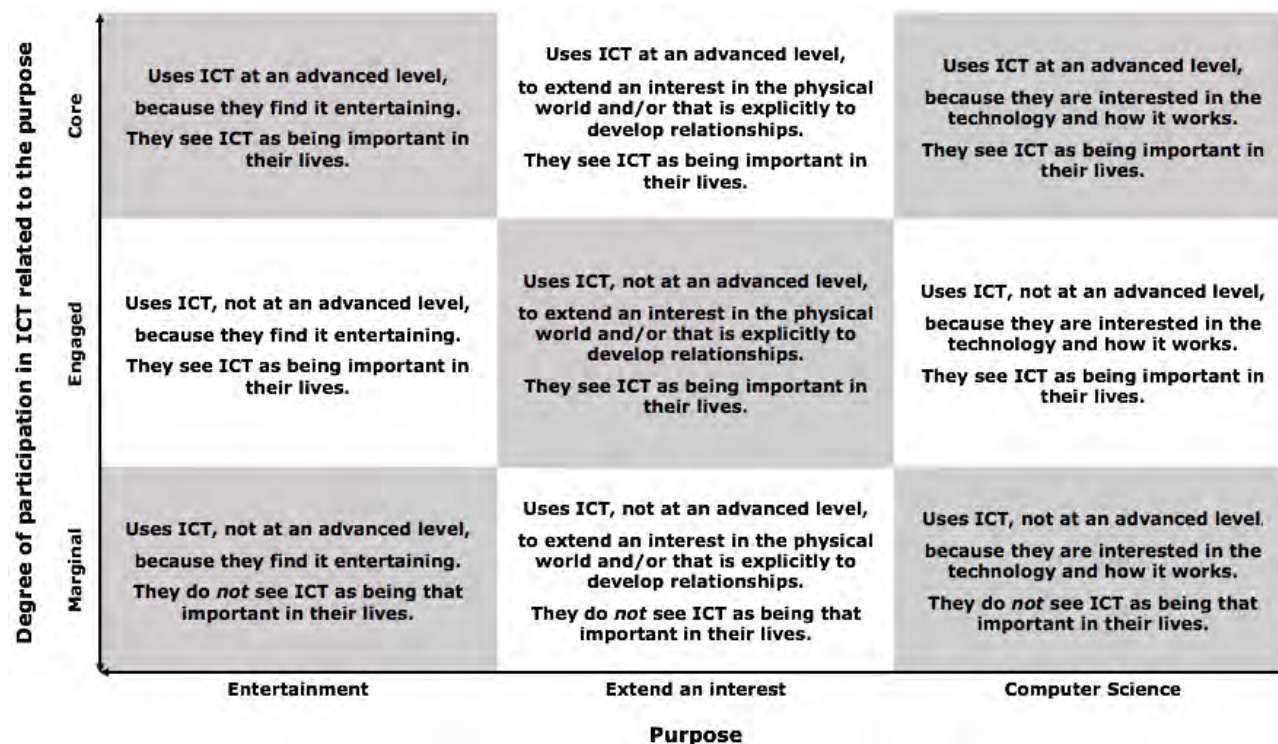 Degree of participation in ICT related to the purpose
Core
Uses ICT at an advanced level,
because they find it entertaining.
They see ICT as being important in
their lives.
Uses ICT at an advanced level,
to extend an interest in the physical
world and/or that is explicitly to
develop relationships.
They see ICT as being important in
their lives.
Uses ICT at an advanced level,
because they are interested in the
technology and how it works.
They see ICT as being important in
their lives.
Engaged
Uses ICT, not at an advanced level,
because they find it entertaining.
They see ICT as being important in
their lives.
Uses ICT, not at an advanced level,
to extend an interest in the physical
world and/or that is explicitly to
develop relationships.
They see ICT as being important in
their lives.
Uses ICT, not at an advanced level,
because they are interested in the
technology and how it works.
They see ICT as being important in
their lives.
Marginal
Uses ICT, not at an advanced level,
because they find it entertaining.
They do not see ICT as being that
important in their lives.
Uses ICT, not at an advanced level,
to extend an interest in the physical
world and/or that is explicitly to
develop relationships.
They do not see ICT as being that
important in their lives.
Uses ICT, not at an advanced level,
because they are interested in the
technology and how it works.
They do not see ICT as being that
important in their lives.
Entertainment
Extend an interest
Computer Science
Purpose